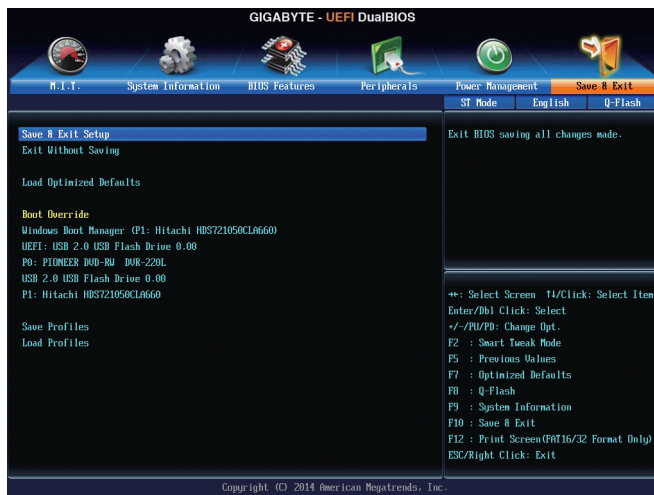 GIGABYTE - UEFI DualBIOS
M.I.T. System Information BIOS Features Peripherals Power Management Save & Exit
ST Mode English Q-Flash
Save & Exit Setup
Exit Without Saving
Load Optimized Defaults
Boot Override
Windows Boot Manager (P1: Hitachi HDS721050CLA660)
UEFI: USB 2.0 USB Flash Drive 0.00
P0: PIONEER DVD-RW DVR-220L
USB 2.0 USB Flash Drive 0.00
P1: Hitachi HDS721050CLA660
Save Profiles
Load Profiles
Exit BIOS saving all changes made.
↔: Select Screen ↑↓/Click: Select Item
Enter/Dbl Click: Select
+/-/PU/PD: Change Opt.
F2 : Smart Tweak Mode
F5 : Previous Values
F7 : Optimized Defaults
F8 : Q-Flash
F9 : System Information
F10 : Save & Exit
F12 : Print Screen(FAT16/32 Format Only)
ESC/Right Click: Exit
Copyright (C) 2014 American Megatrends, Inc.